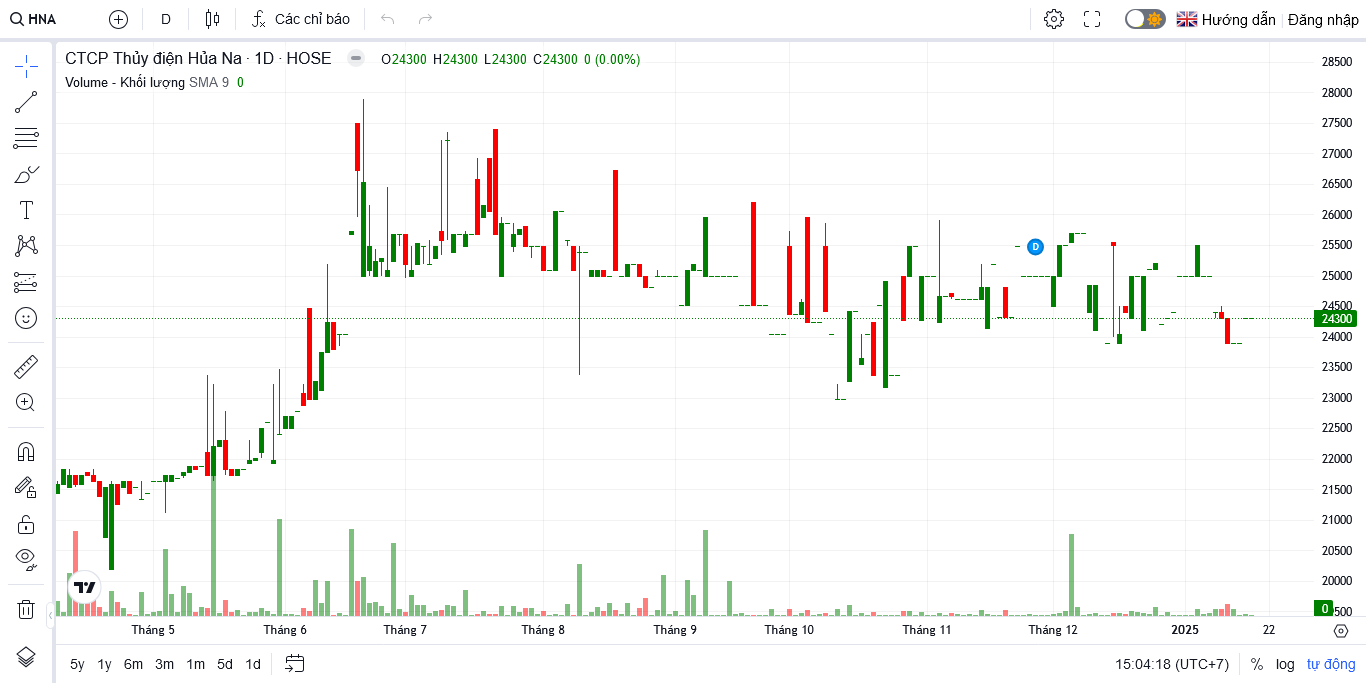 HNA
D
Các chỉ báo
Hướng dẫn
Đăng nhập
CTCP Thủy điện Hủa Na · 1D · HOSE
O24300 H24300 L24300 C24300 0 (0.00%)
Volume - Khối lượng SMA 9 0
28500
28000
27500
27000
26500
26000
25500
25000
24500
24300
24000
23500
23000
22500
22000
21500
21000
20500
20000
0
D
Tháng 5
Tháng 6
Tháng 7
Tháng 8
Tháng 9
Tháng 10
Tháng 11
Tháng 12
2025
22
5y 1y 6m 3m 1m 5d 1d
15:04:18 (UTC+7)
%
log
tự động